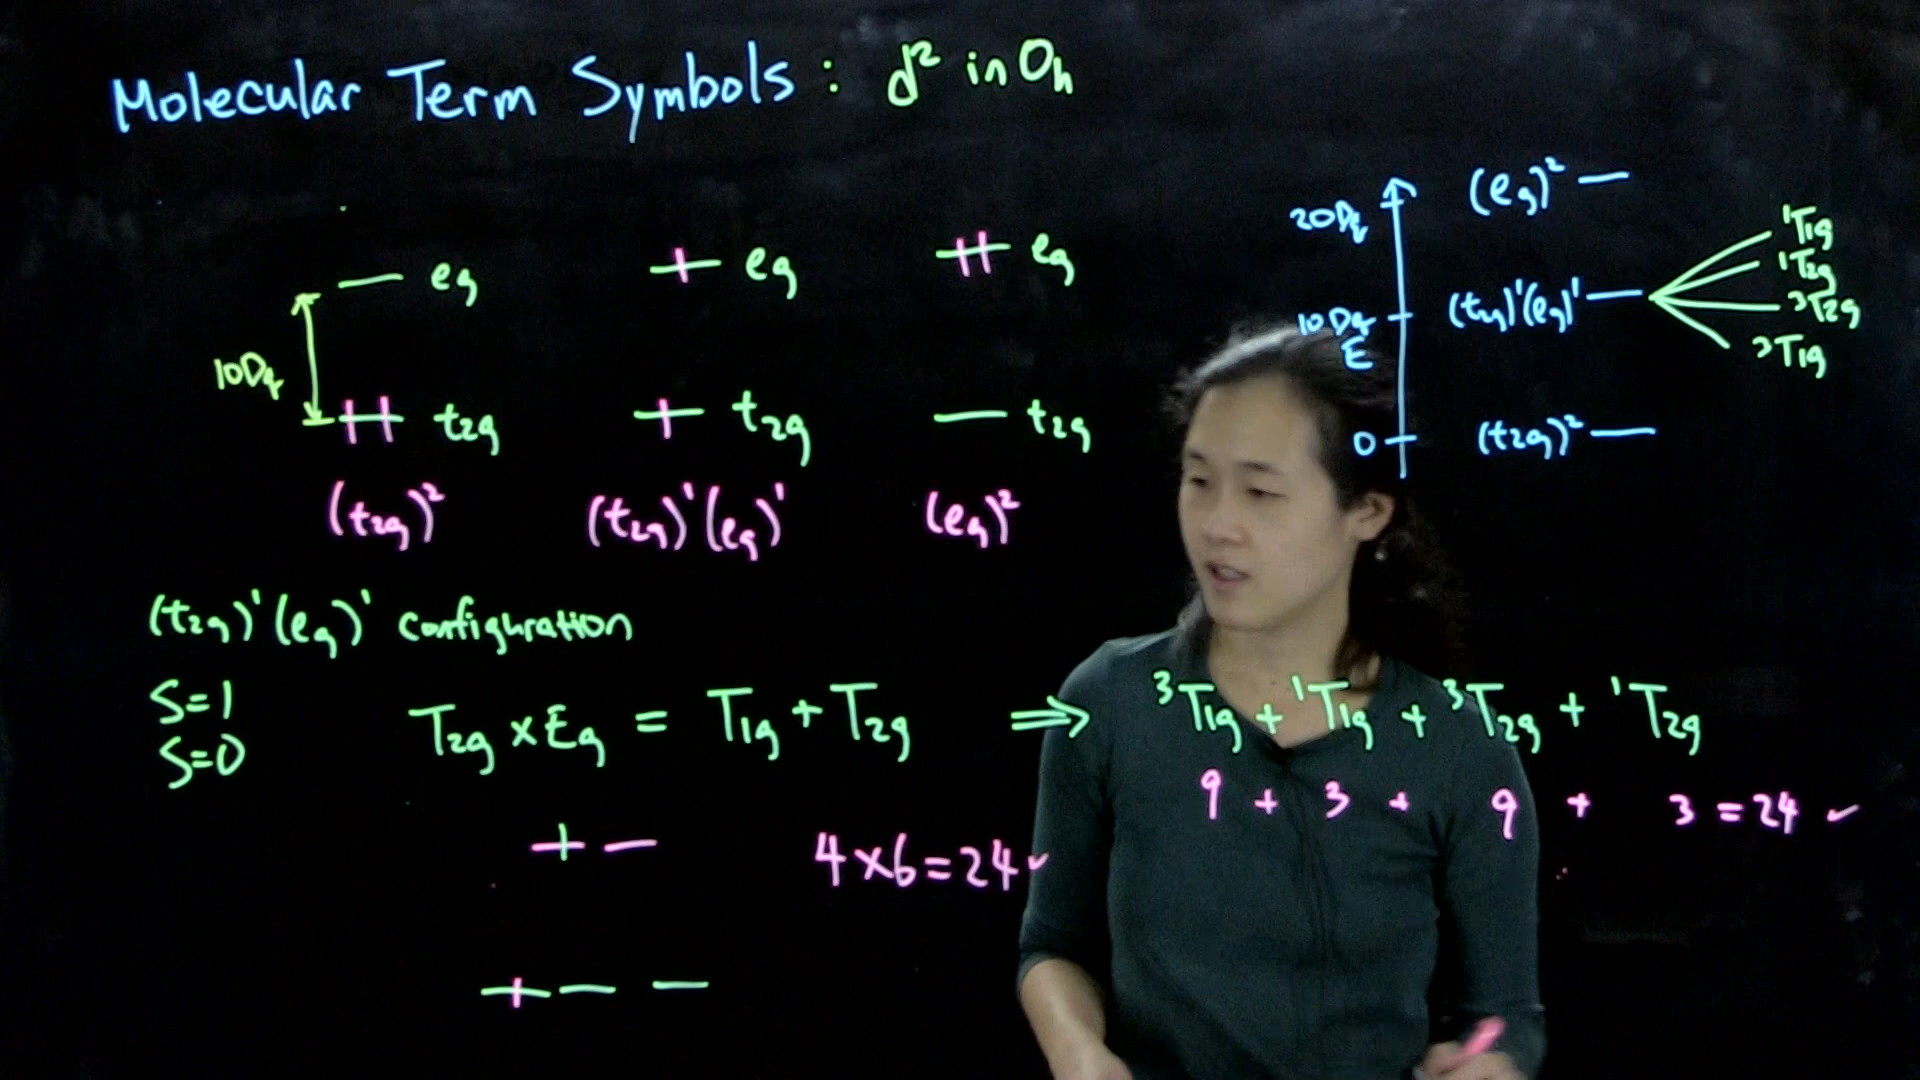 Molecular Term Symbols : d² in Oh
20Dq (eg)²
¹T1g
¹T2g
10Dq (t2g)¹(eg)¹ ³T2g
E ³T1g
0 (t2g)²
eg eg eg
10Dq
t2g t2g t2g
(t2g)² (t2g)¹(eg)¹ (eg)²
(t2g)¹(eg)¹ configuration
S=1
S=0
T2g × Eg = T1g + T2g ⇒ ³T1g + ¹T1g + ³T2g + ¹T2g
9 + 3 + 9 + 3 = 24 ✓
4×6=24 ✓